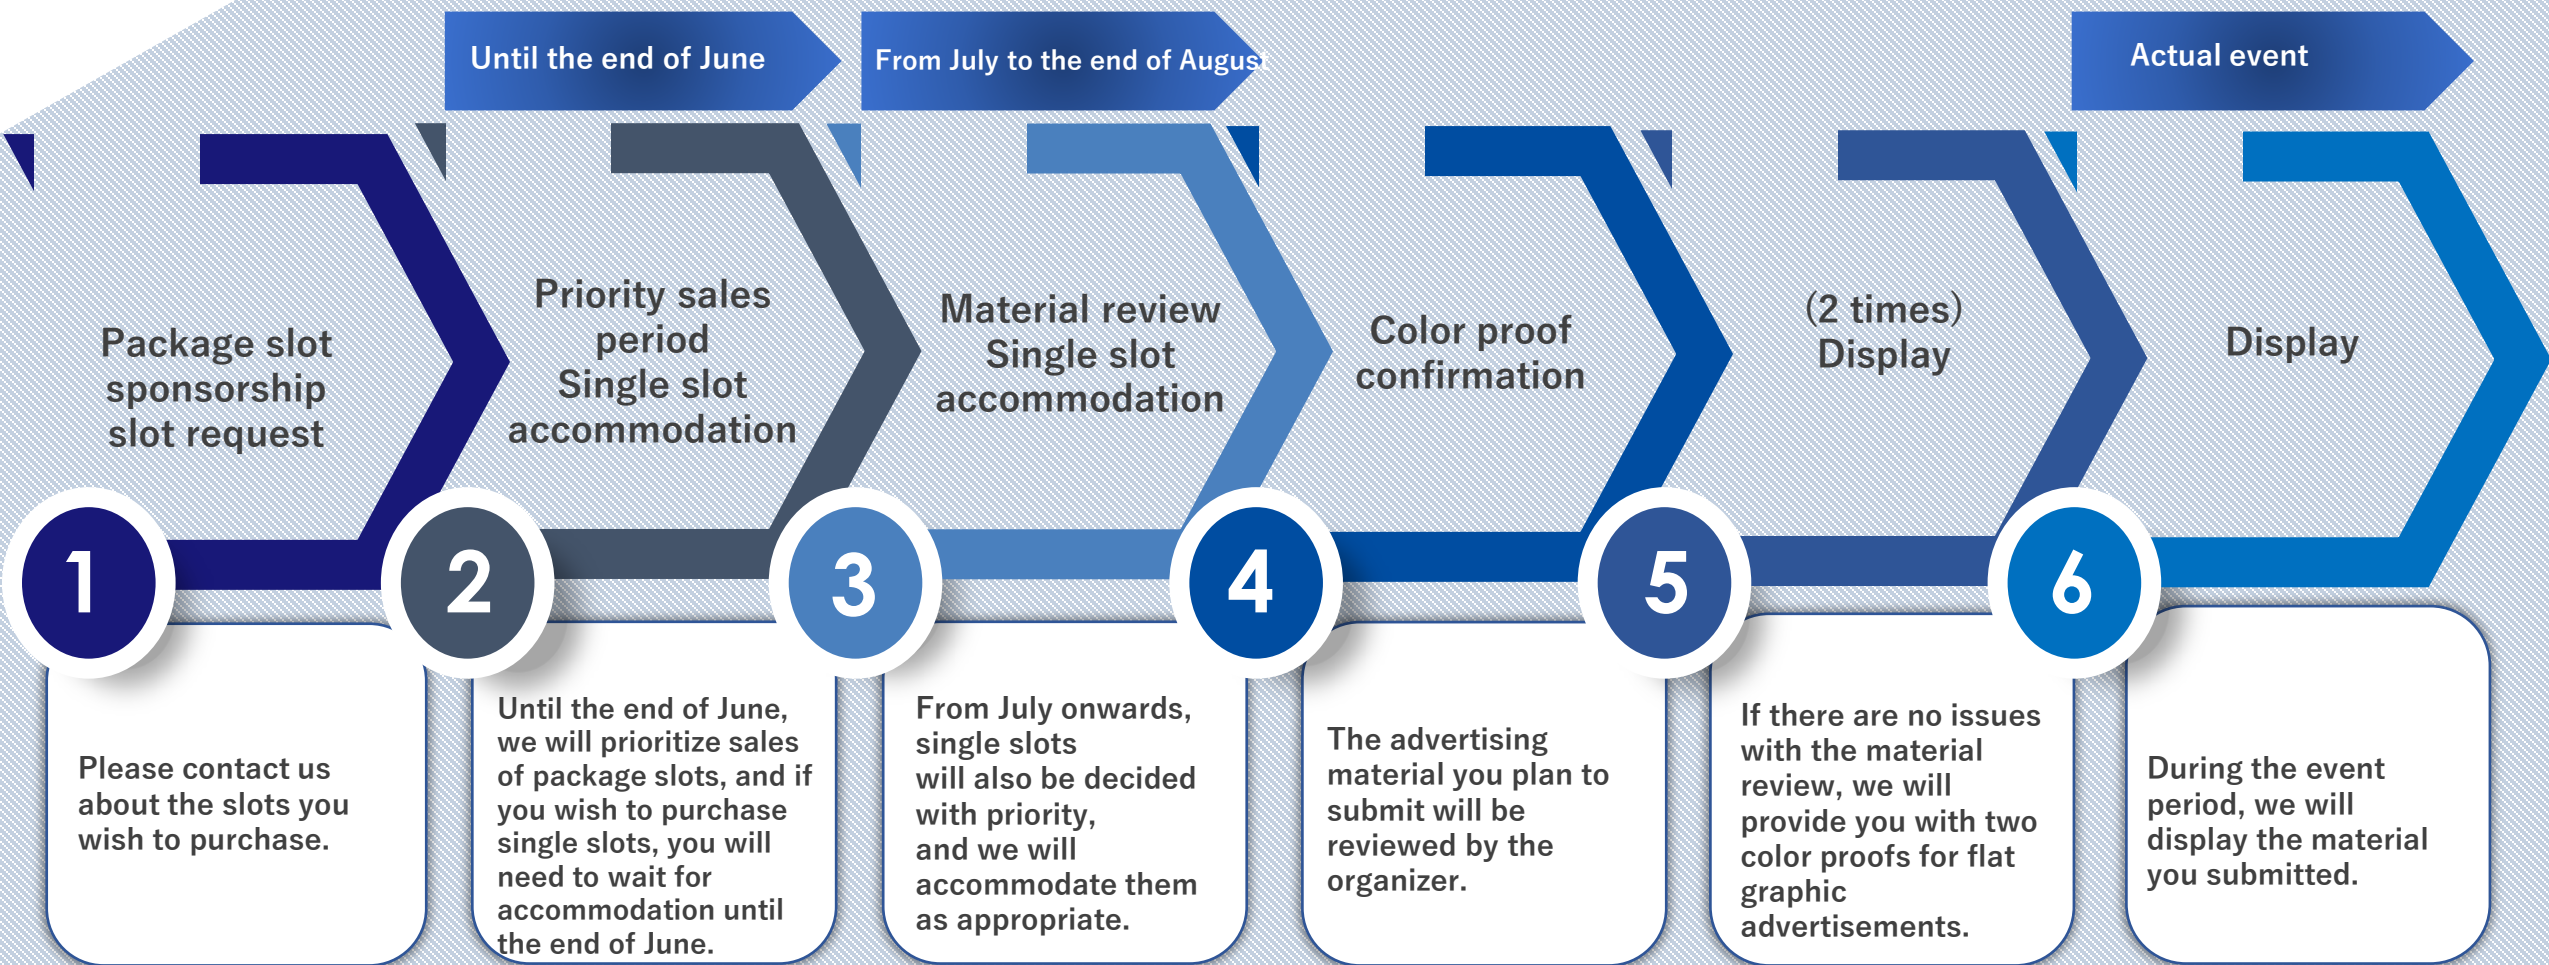 Until the end of June
From July to the end of August
Actual event
Package slot
sponsorship
slot request
Priority sales
period
Single slot
accommodation
Material review
Single slot
accommodation
Color proof
confirmation
(2 times)
Display
Display
1
2
3
4
5
6
Please contact us
about the slots you
wish to purchase.
Until the end of June,
we will prioritize sales
of package slots, and if
you wish to purchase
single slots, you will
need to wait for
accommodation until
the end of June.
From July onwards,
single slots
will also be decided
with priority,
and we will
accommodate them
as appropriate.
The advertising
material you plan to
submit will be
reviewed by the
organizer.
If there are no issues
with the material
review, we will
provide you with two
color proofs for flat
graphic
advertisements.
During the event
period, we will
display the material
you submitted.